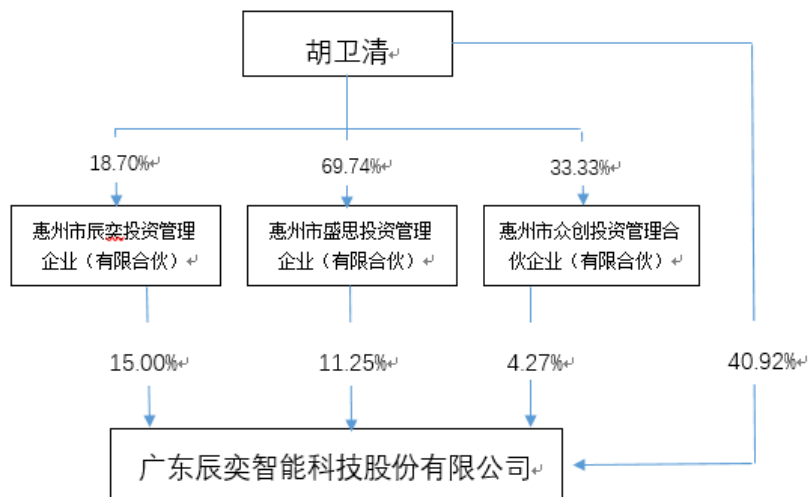 胡卫清
18.70%
69.74%
33.33%
惠州市辰奕投资管理
企业（有限合伙）
惠州市盛思投资管理
企业（有限合伙）
惠州市众创投资管理合
伙企业（有限合伙）
15.00%
11.25%
4.27%
40.92%
广东辰奕智能科技股份有限公司